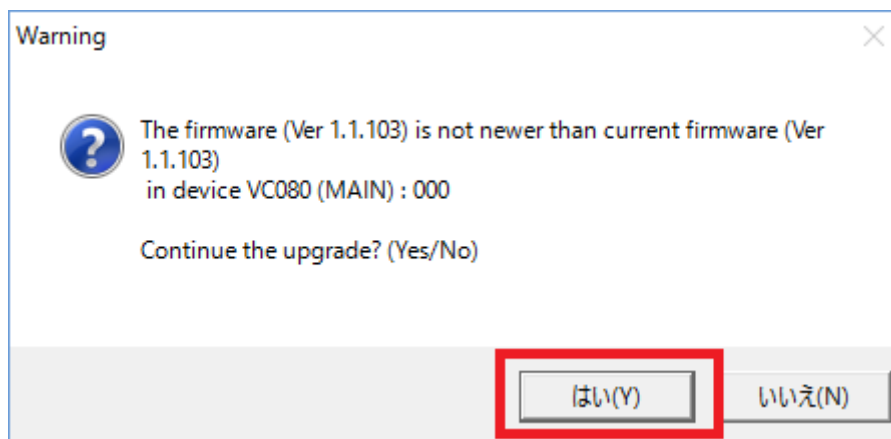 Warning
The firmware (Ver 1.1.103) is not newer than current firmware (Ver
1.1.103)
in device VC080 (MAIN) : 000
Continue the upgrade? (Yes/No)
はい(Y)
いいえ(N)